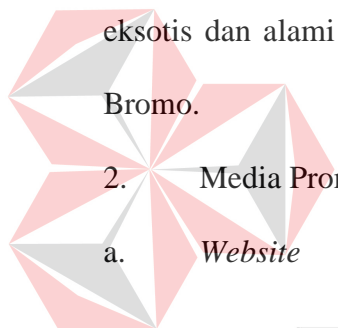 eksotis dan alami
Bromo.
2. Media Pro
a. Website